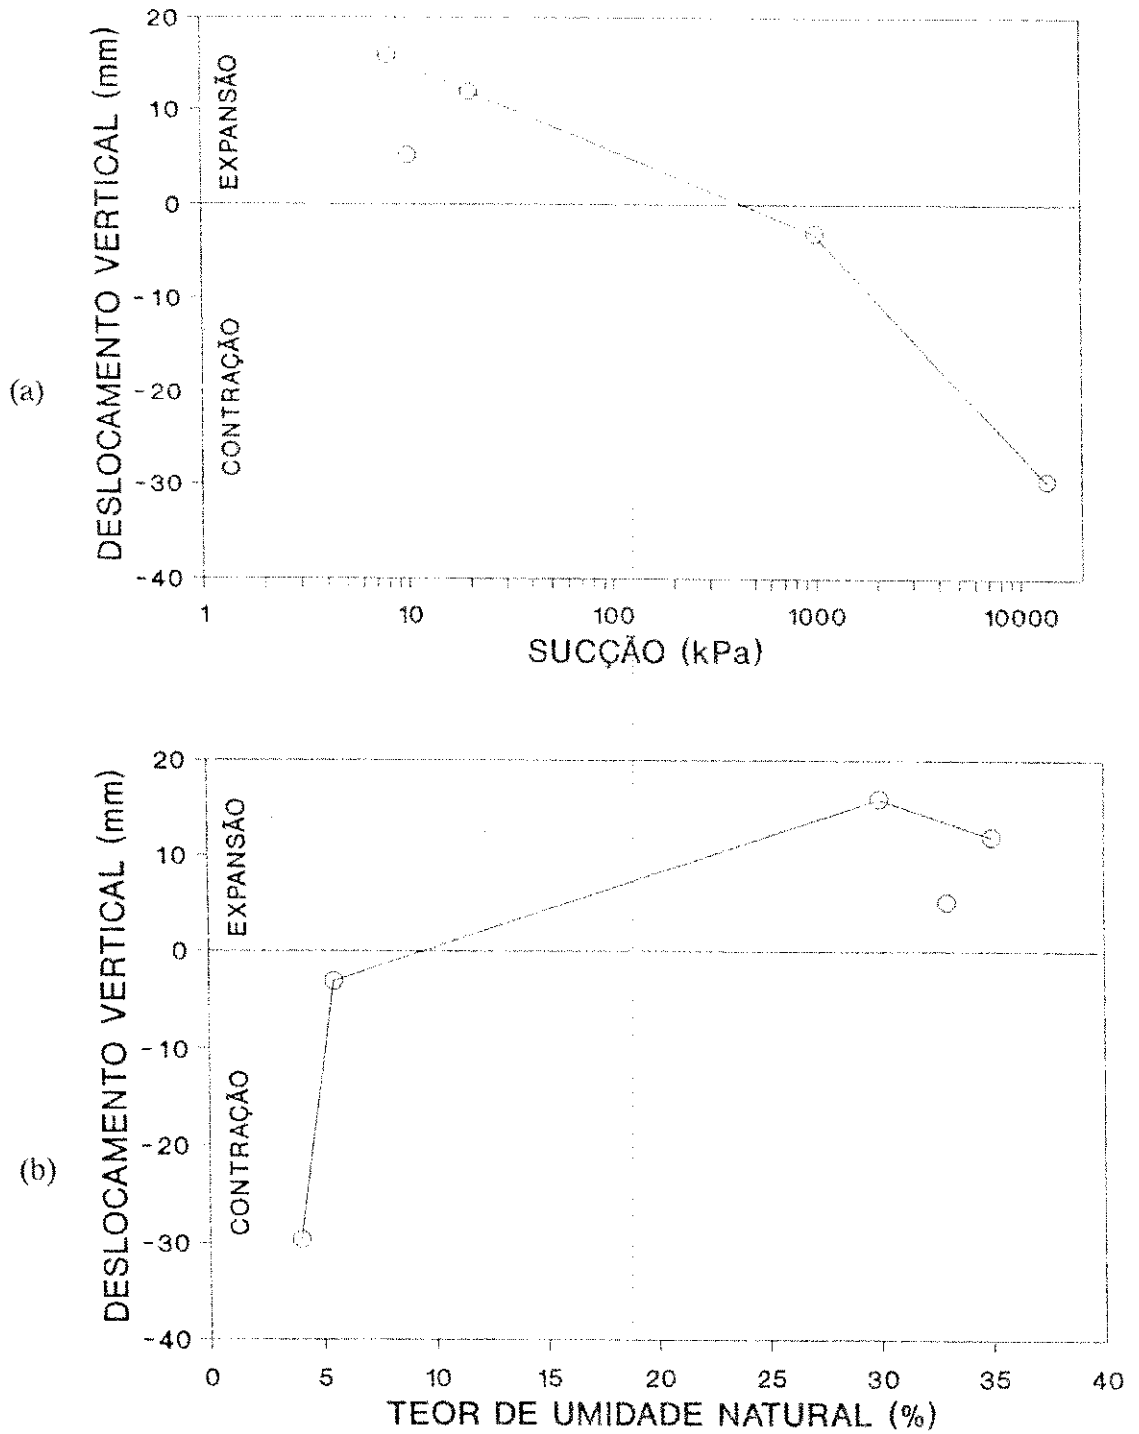 (a)
DESLOCAMENTO VERTICAL (mm)
20
10
0
-10
-20
-30
-40
EXPANSÃO
CONTRAÇÃO
1 10 100 1000 10000
SUCÇÃO (kPa)
(b)
DESLOCAMENTO VERTICAL (mm)
20
10
0
-10
-20
-30
-40
EXPANSÃO
CONTRAÇÃO
0 5 10 15 20 25 30 35 40
TEOR DE UMIDADE NATURAL (%)